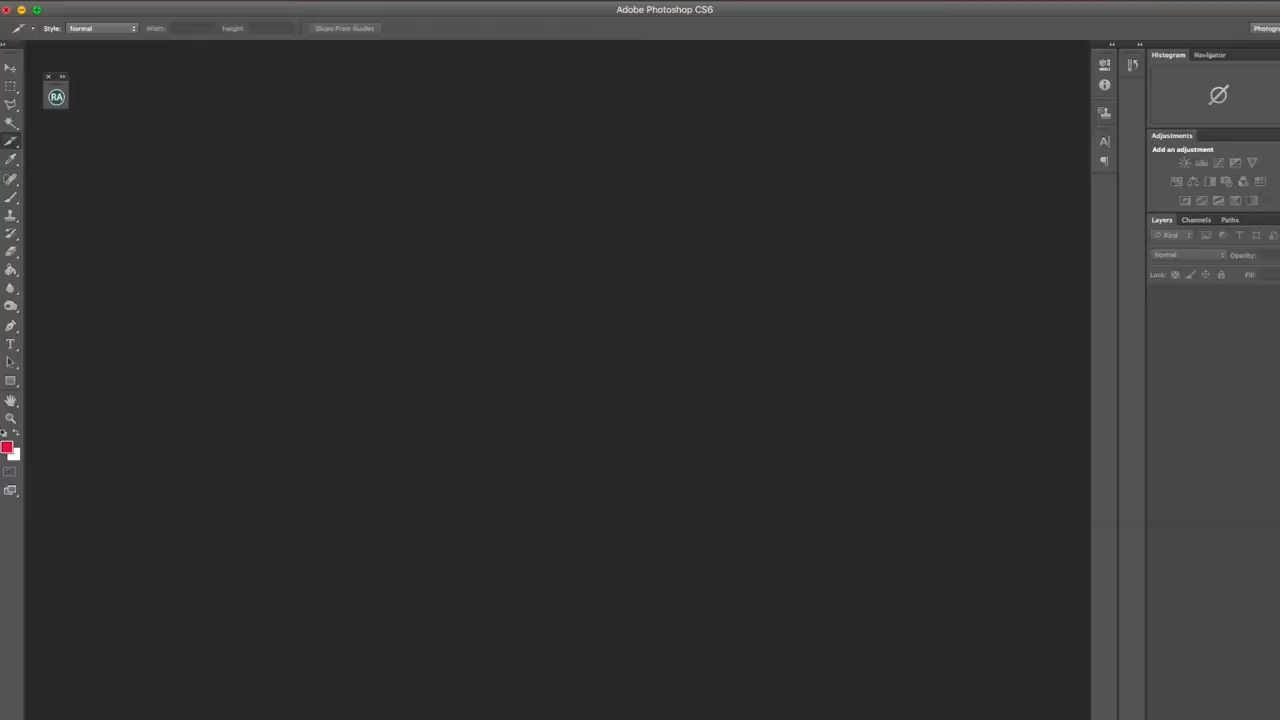 Adobe Photoshop CS6
Style: Normal Width: Height: Slices From Guides
RA
Histogram Navigator
Adjustments
Add an adjustment
Layers Channels Paths
Kind
Normal Opacity:
Lock: Fill: